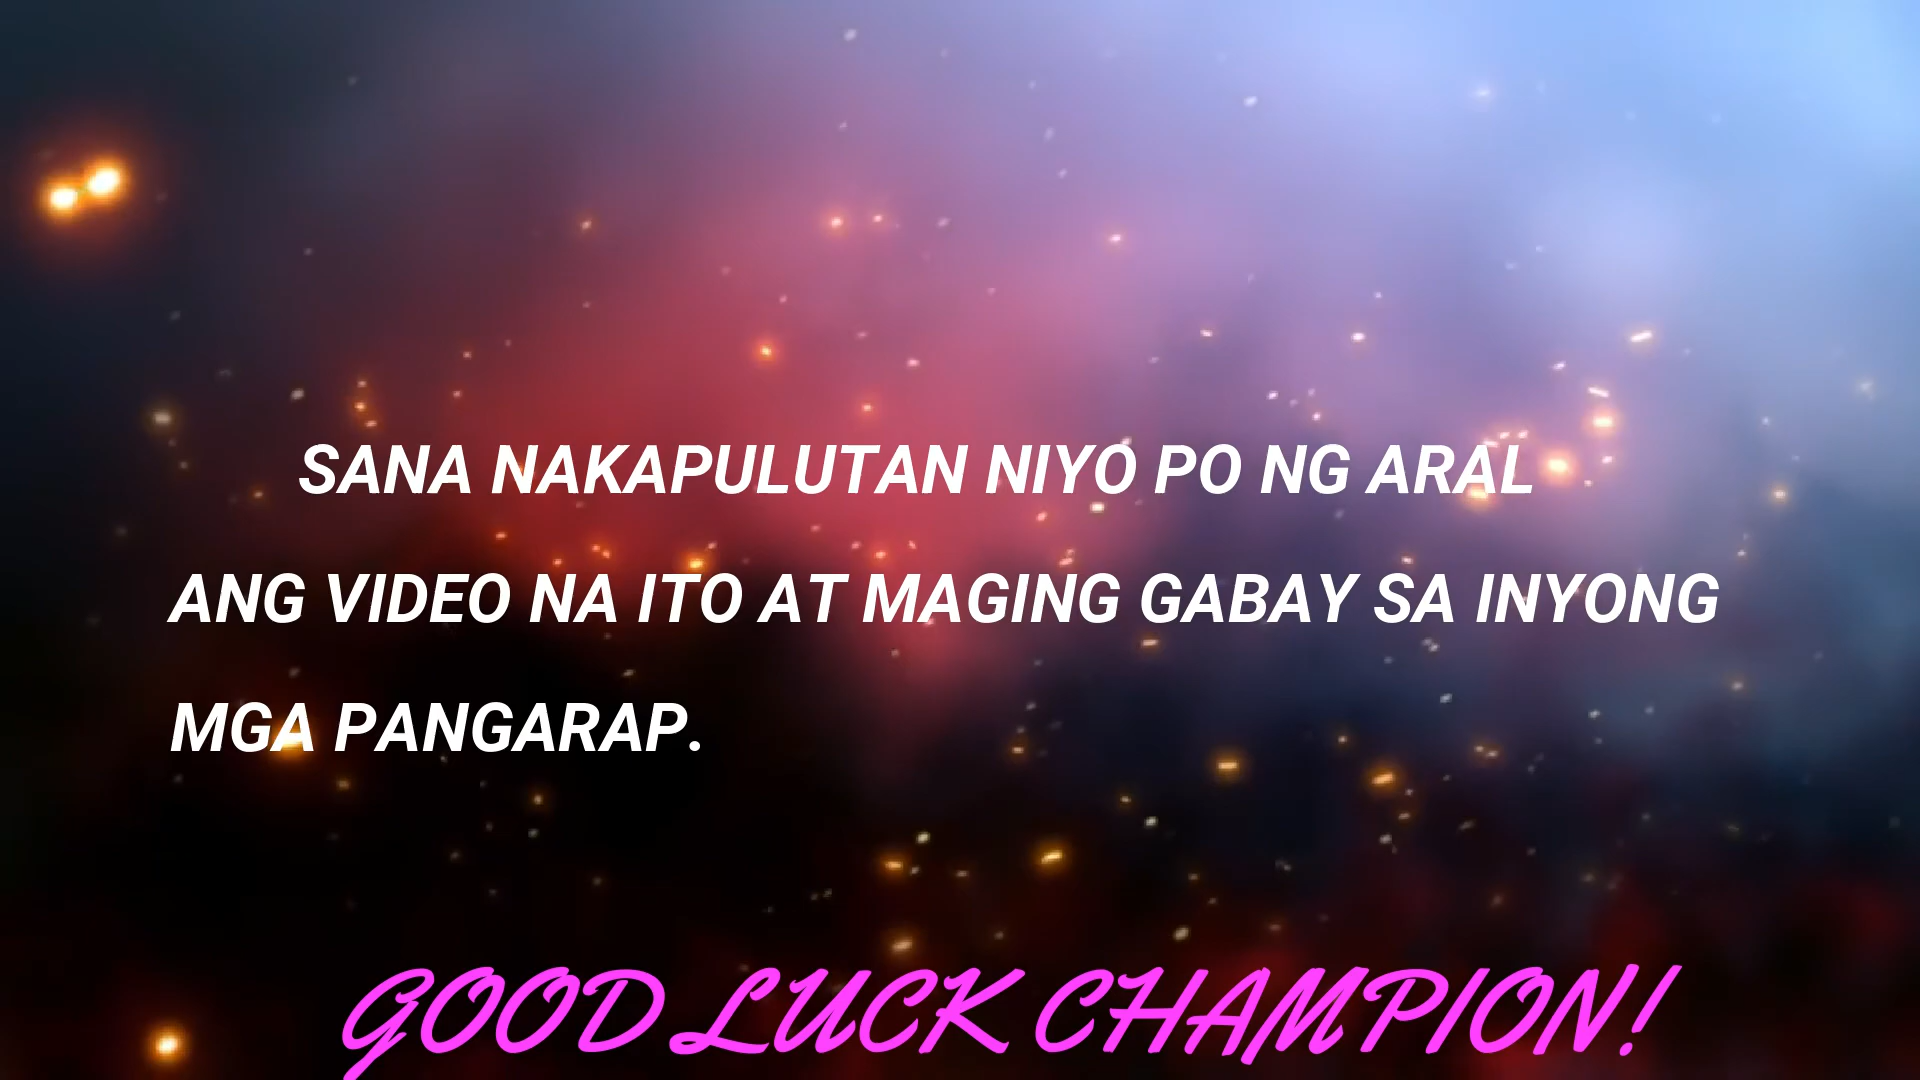 SANA NAKAPULUTAN NIYO PO NG ARAL
ANG VIDEO NA ITO AT MAGING GABAY SA INYONG
MGA PANGARAP.
GOOD LUCK CHAMPION!